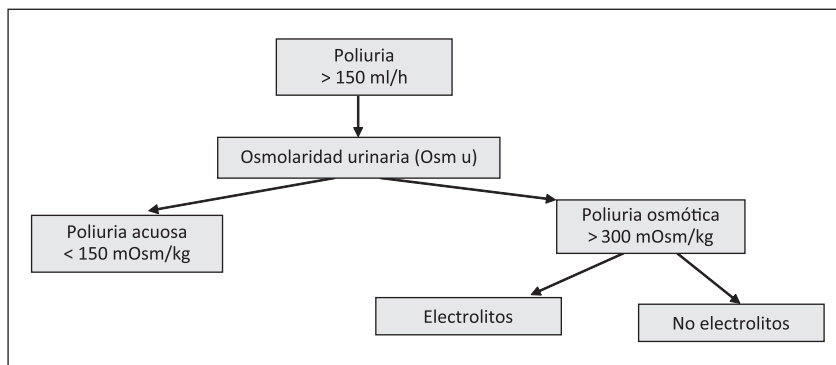 Poliuria
> 150 ml/h
Osmolaridad urinaria (Osm u)
Poliuria acuosa
< 150 mOsm/kg
Poliuria osmótica
> 300 mOsm/kg
Electrolitos
No electrolitos